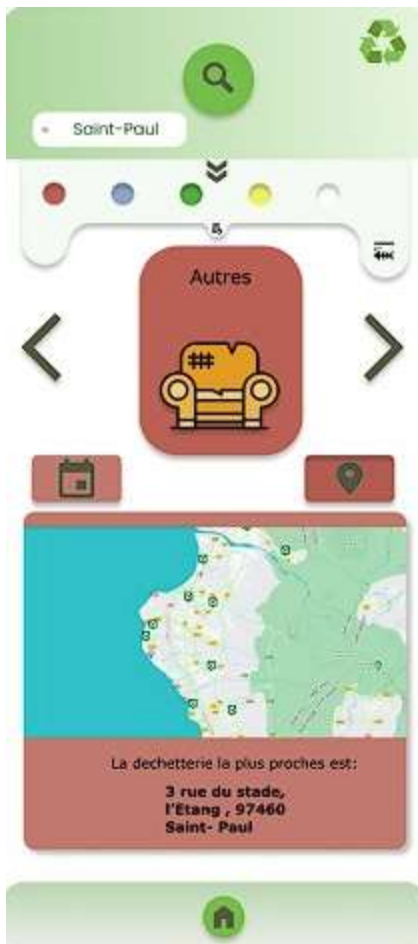 Saint-Paul
Autres
La dechetterie la plus proches est:
3 rue du stade,
l'Etang , 97460
Saint- Paul